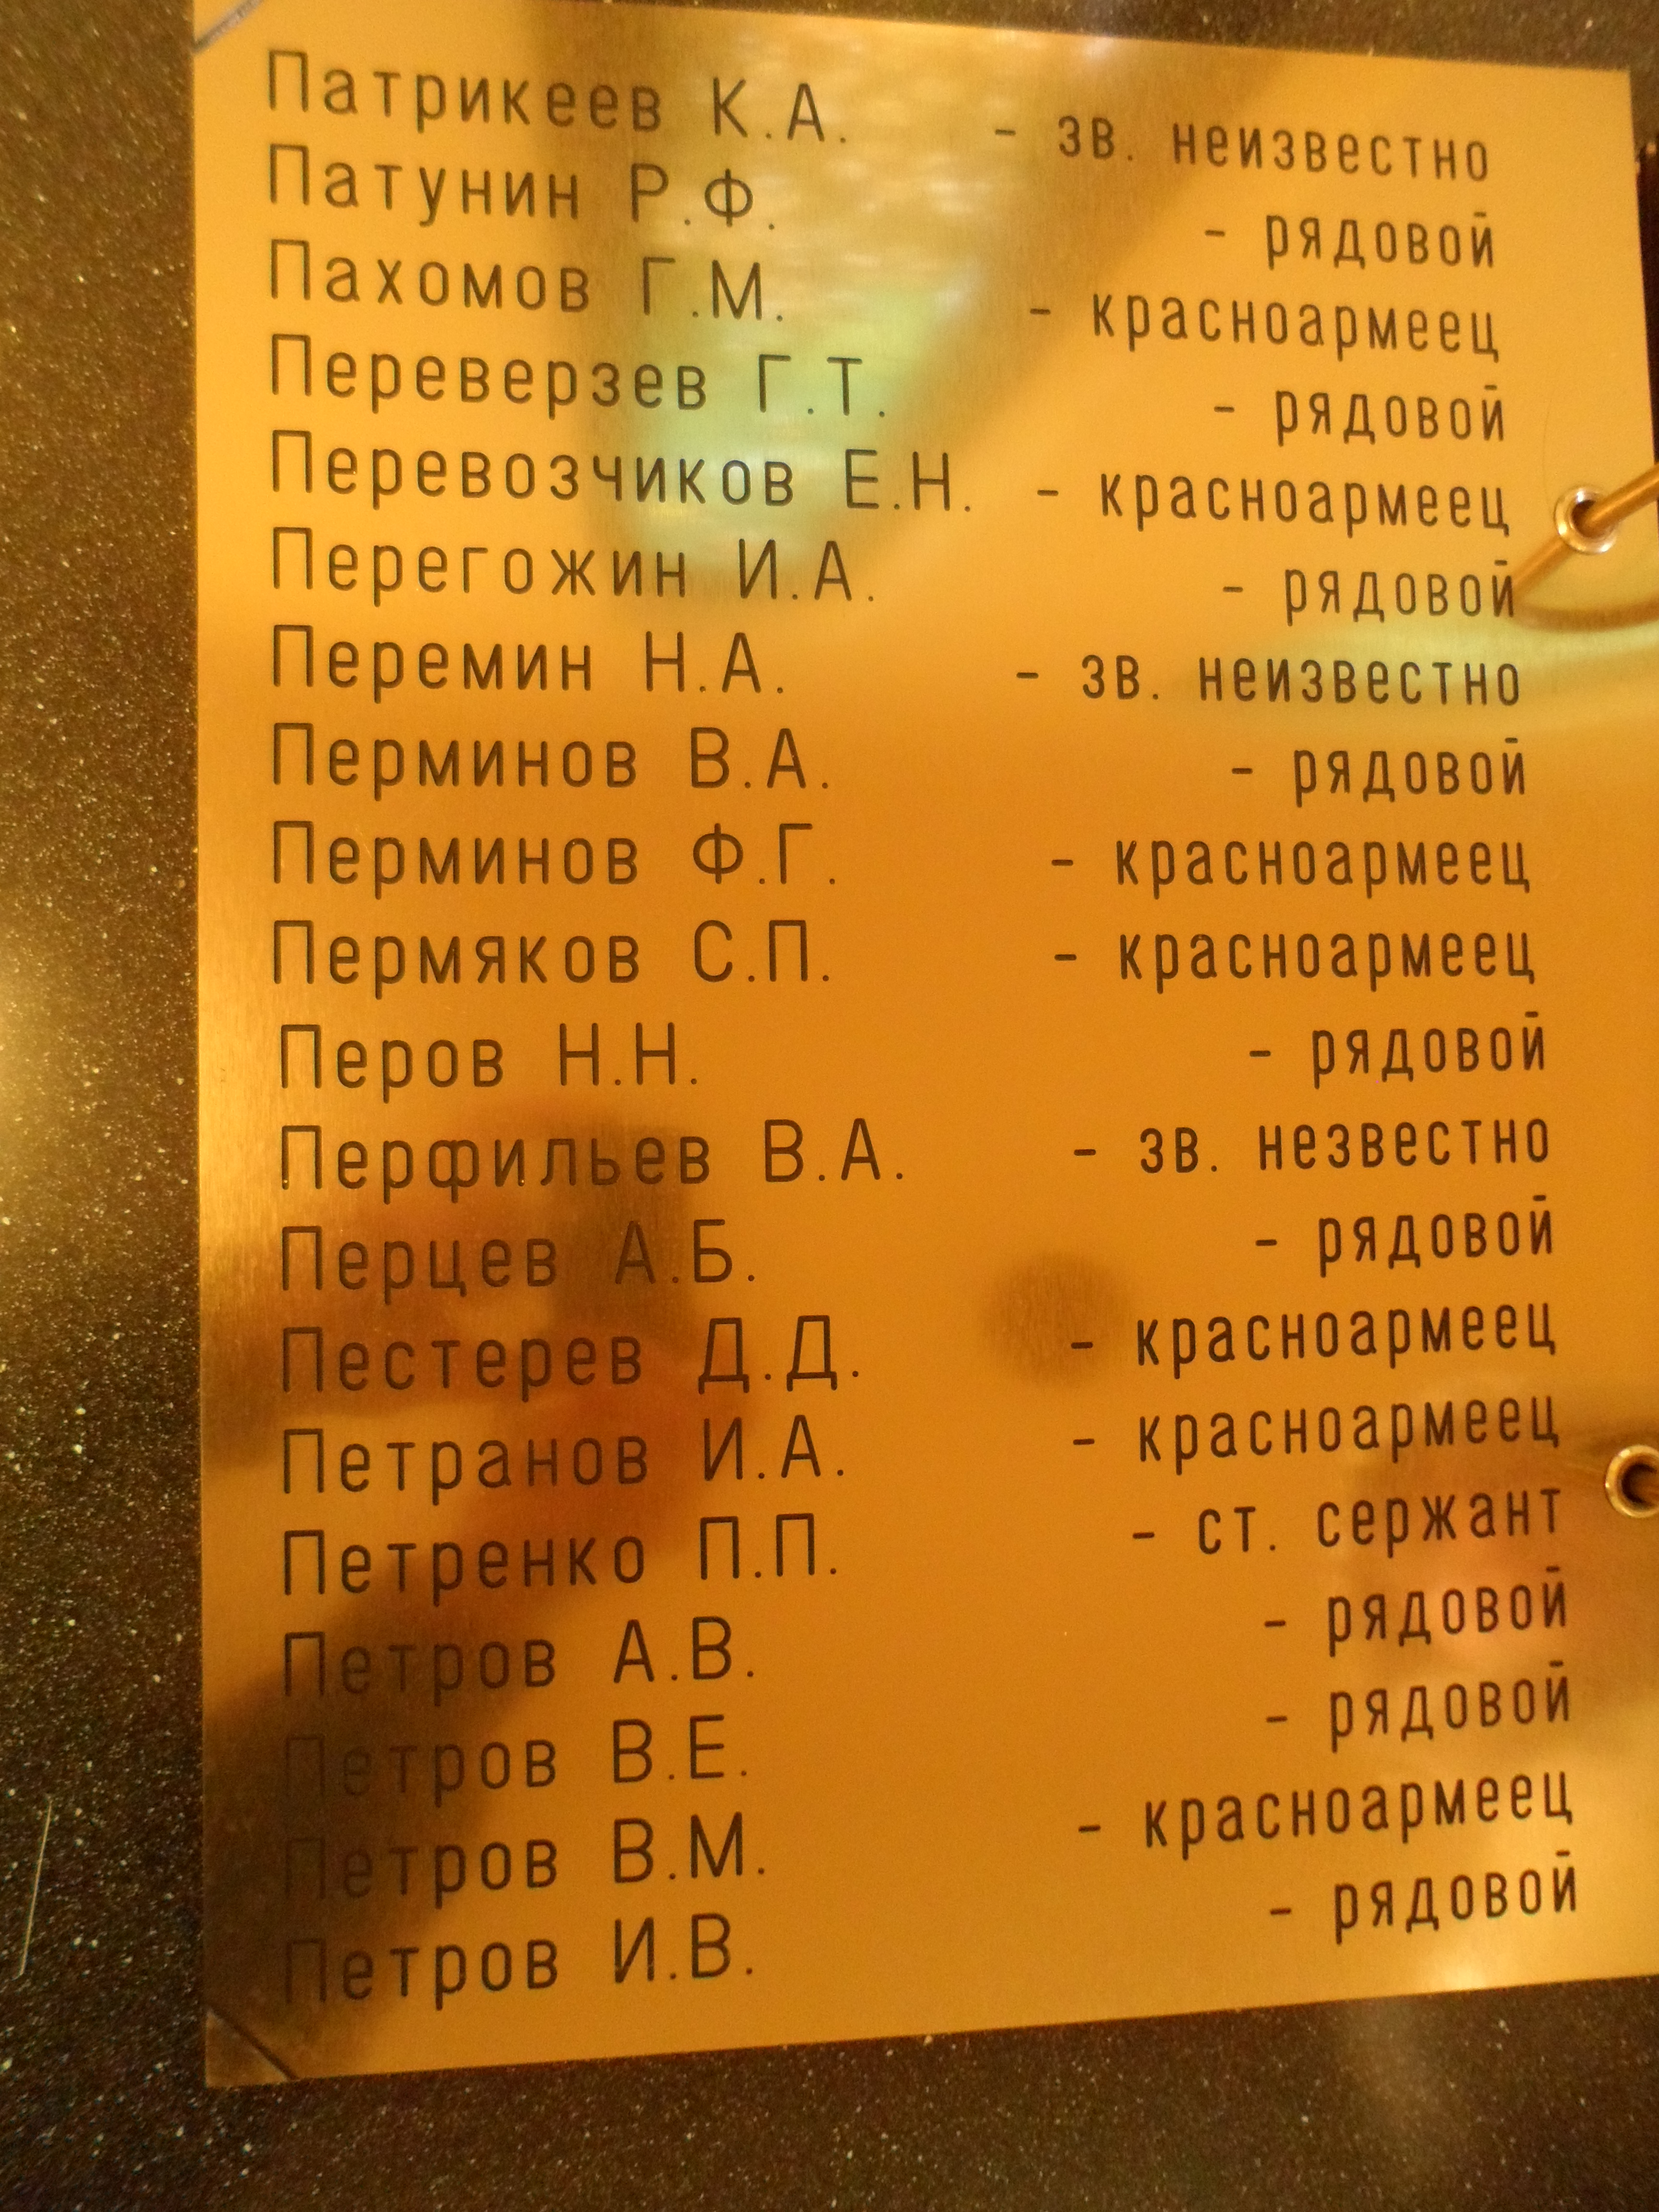 Патрикеев К.А. - зв. неизвестно
Патунин Р.Ф. - рядовой
Пахомов Г.М. - красноармеец
Переверзев Г.Т. - рядовой
Перевозчиков Е.Н. - красноармеец
Перегожин И.А. - рядовой
Перемин Н.А. - зв. неизвестно
Перминов В.А. - рядовой
Перминов Ф.Г. - красноармеец
Пермяков С.П. - красноармеец
Перов Н.Н. - рядовой
Перфильев В.А. - зв. незвестно
Перцев А.Б. - рядовой
Пестерев Д.Д. - красноармеец
Петранов И.А. - красноармеец
Петренко П.П. - ст. сержант
Петров А.В. - рядовой
Петров В.Е. - рядовой
Петров В.М. - красноармеец
Петров И.В. - рядовой